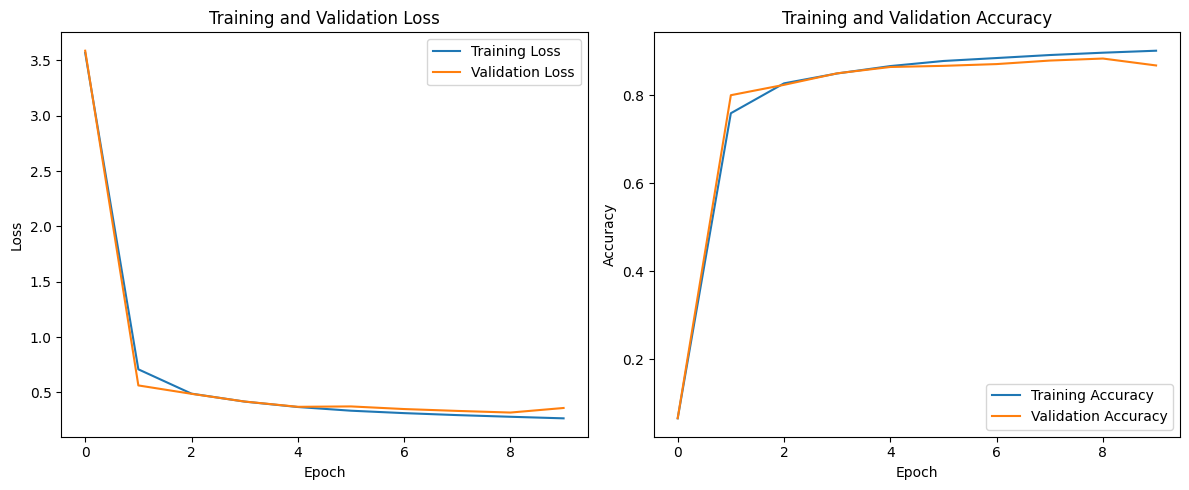 Training and Validation Loss
Training Loss
Validation Loss
3.5
3.0
2.5
2.0
1.5
1.0
0.5
Loss
0 2 4 6 8
Epoch
Training and Validation Accuracy
0.8
0.6
0.4
0.2
Accuracy
Training Accuracy
Validation Accuracy
0 2 4 6 8
Epoch